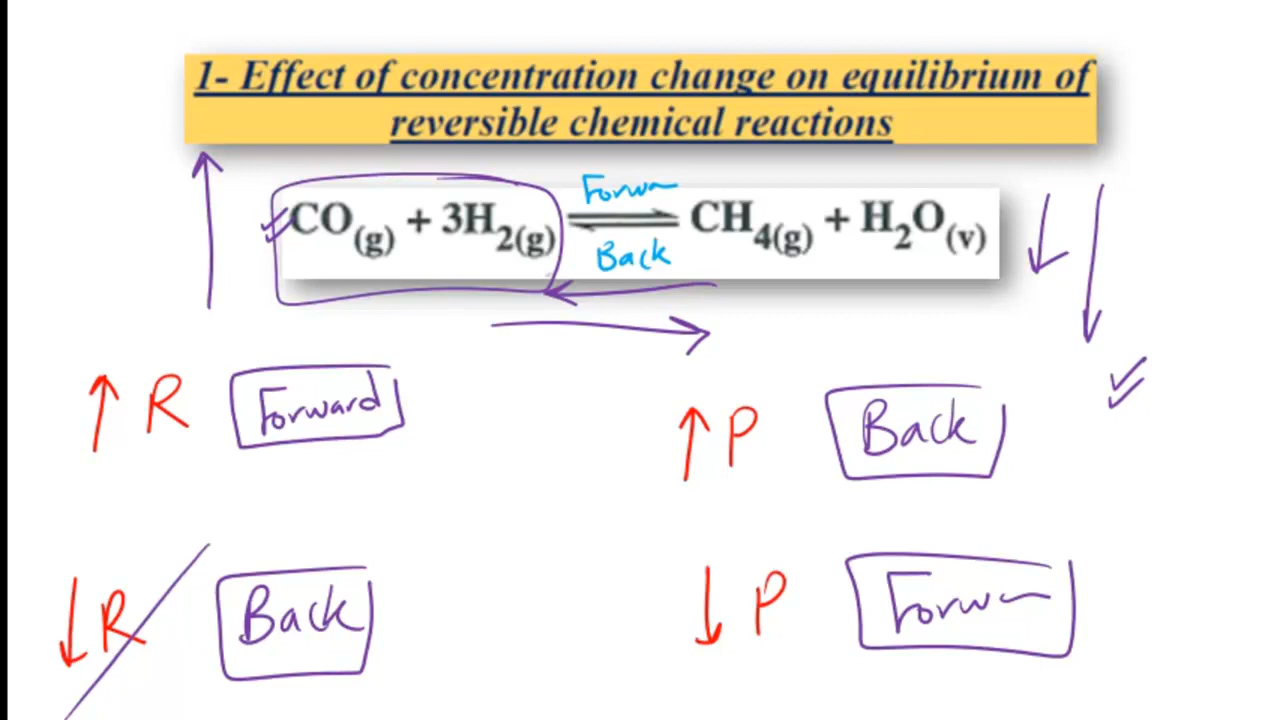 1- Effect of concentration change on equilibrium of
reversible chemical reactions
Forw
CO(g) + 3H2(g) ⇌ CH4(g) + H2O(v)
Back
↑ R Forward
↑ P Back
↓ R Back
↓ P Forw